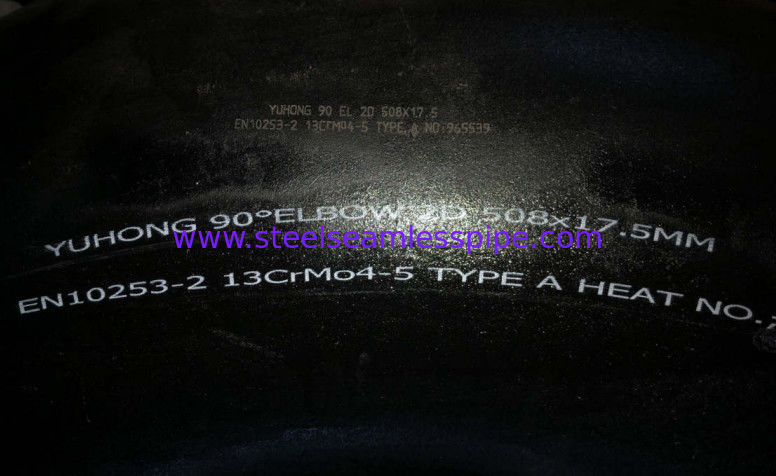 YUHONG 90 EL 2D 508X17.5
EN10253-2 13CrMo4-5 TYPE A NO:965539
YUHONG 90°ELBOW 2D 508x17.5MM
www.steelseamlesspipe.com
EN10253-2 13CrMo4-5 TYPE A HEAT NO.